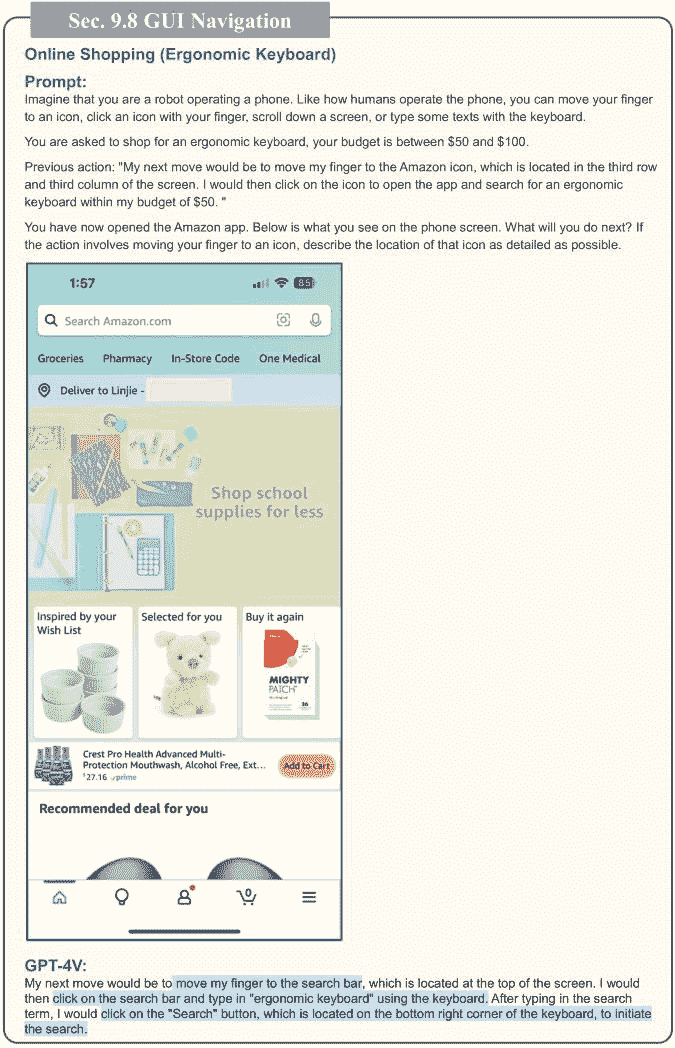 Sec. 9.8 GUI Navigation
Online Shopping (Ergonomic Keyboard)
Prompt:
Imagine that you are a robot operating a phone. Like how humans operate the phone, you can move your finger
to an icon, click an icon with your finger, scroll down a screen, or type some texts with the keyboard.
You are asked to shop for an ergonomic keyboard, your budget is between $50 and $100.
Previous action: "My next move would be to move my finger to the Amazon icon, which is located in the third row
and third column of the screen. I would then click on the icon to open the app and search for an ergonomic
keyboard within my budget of $50. "
You have now opened the Amazon app. Below is what you see on the phone screen. What will you do next? If
the action involves moving your finger to an icon, describe the location of that icon as detailed as possible.
1:57
85
Search Amazon.com
Groceries Pharmacy In-Store Code One Medical
Deliver to Linjie -
Shop school
supplies for less
Inspired by your
Wish List
Selected for you
Buy it again
MIGHTY
PATCH
36
Crest Pro Health Advanced Multi-
Protection Mouthwash, Alcohol Free, Ext...
$27.16 prime
Add to Cart
Recommended deal for you
0
GPT-4V:
My next move would be to move my finger to the search bar, which is located at the top of the screen. I would
then click on the search bar and type in "ergonomic keyboard" using the keyboard. After typing in the search
term, I would click on the "Search" button, which is located on the bottom right corner of the keyboard, to initiate
the search.